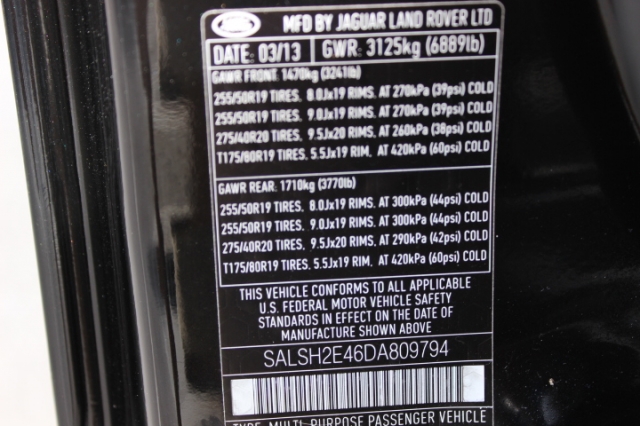 LAND ROVER
MFD BY JAGUAR LAND ROVER LTD
DATE: 03/13 GWR: 3125kg (6889lb)
GAWR FRONT: 1470kg (3241lb)
255/50R19 TIRES. 8.0Jx19 RIMS. AT 270kPa (39psi) COLD
255/50R19 TIRES. 9.0Jx19 RIMS. AT 270kPa (39psi) COLD
275/40R20 TIRES. 9.5Jx20 RIMS. AT 260kPa (38psi) COLD
T175/80R19 TIRES. 5.5Jx19 RIM. AT 420kPa (60psi) COLD
GAWR REAR: 1710kg (3770lb)
255/50R19 TIRES. 8.0Jx19 RIMS. AT 300kPa (44psi) COLD
255/50R19 TIRES. 9.0Jx19 RIMS. AT 300kPa (44psi) COLD
275/40R20 TIRES. 9.5Jx20 RIMS. AT 290kPa (42psi) COLD
T175/80R19 TIRES. 5.5Jx19 RIM. AT 420kPa (60psi) COLD
THIS VEHICLE CONFORMS TO ALL APPLICABLE
U.S. FEDERAL MOTOR VEHICLE SAFETY
STANDARDS IN EFFECT ON THE DATE OF
MANUFACTURE SHOWN ABOVE
SALSH2E46DA809794
TYPE: MULTI-PURPOSE PASSENGER VEHICLE